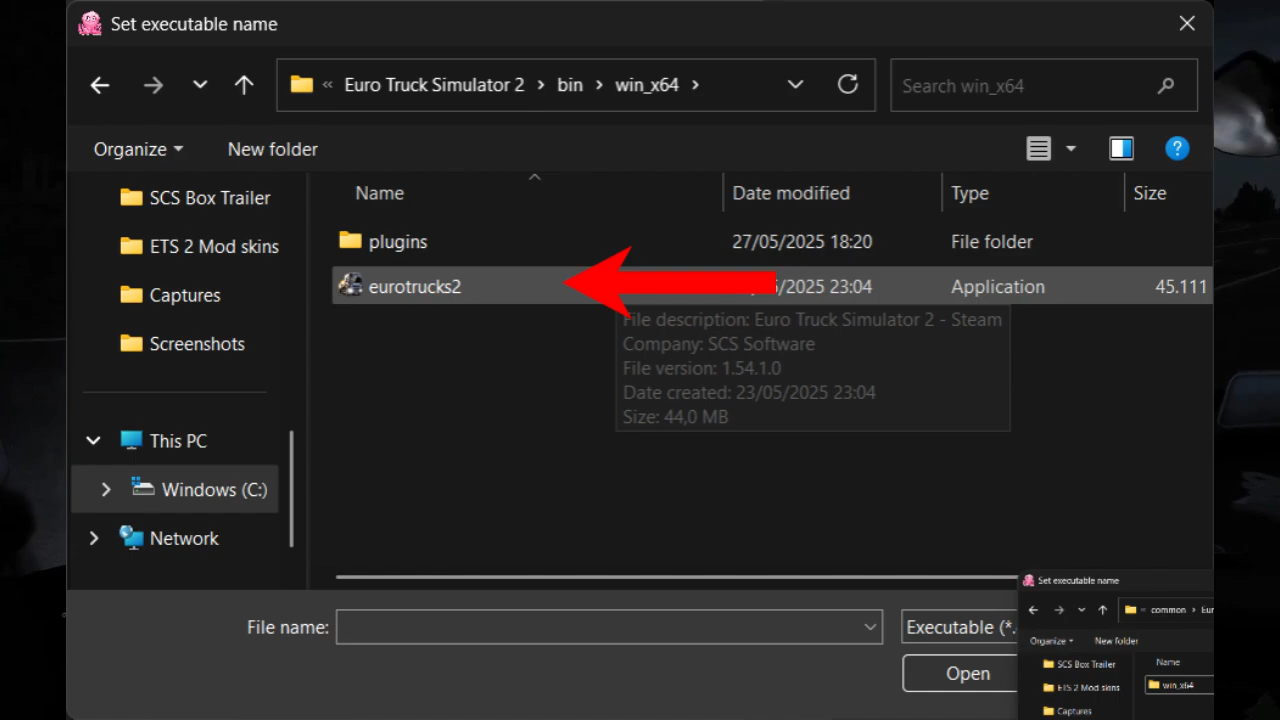 Set executable name
« Euro Truck Simulator 2 › bin › win_x64 ›
Search win_x64
Organize
New folder
SCS Box Trailer
ETS 2 Mod skins
Captures
Screenshots
This PC
Windows (C:)
Network
Name Date modified Type Size
plugins 27/05/2025 18:20 File folder
eurotrucks2 /2025 23:04 Application 45.111
File description: Euro Truck Simulator 2 - Steam
Company: SCS Software
File version: 1.54.1.0
Date created: 23/05/2025 23:04
Size: 44,0 MB
File name:
Executable (*.
Open
Set executable name
« common › Eur
Organize
New folder
SCS Box Trailer
ETS 2 Mod skins
Captures
Name
win_x64